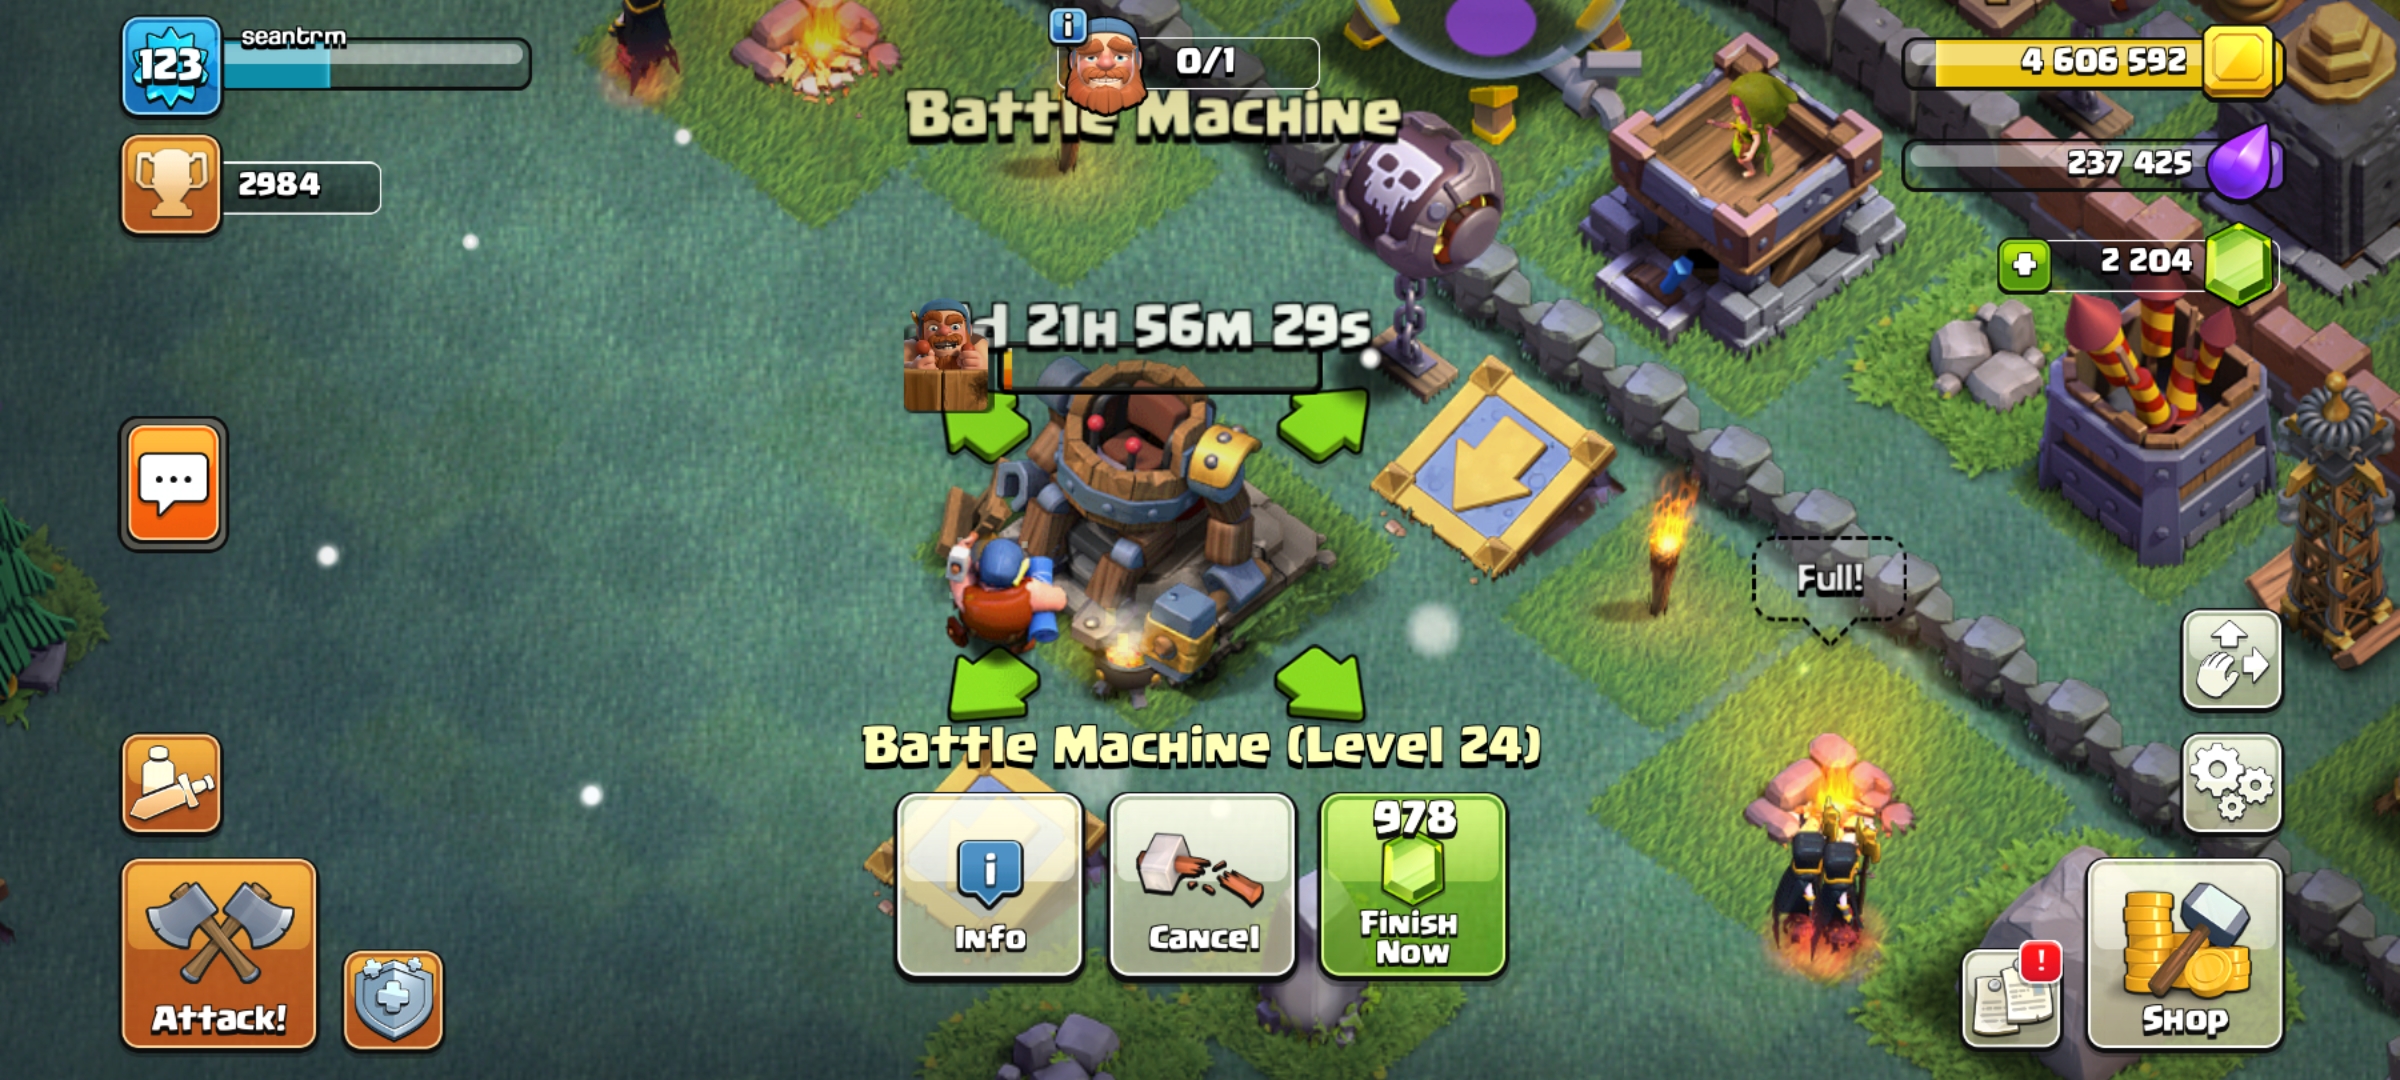 123
seantrm
0/1
4 606 592
Battle Machine
2984
237 425
2 204
d 21H 56M 29s
Full!
Battle Machine (Level 24)
978
Info
Cancel
Finish
Now
Attack!
!
Shop